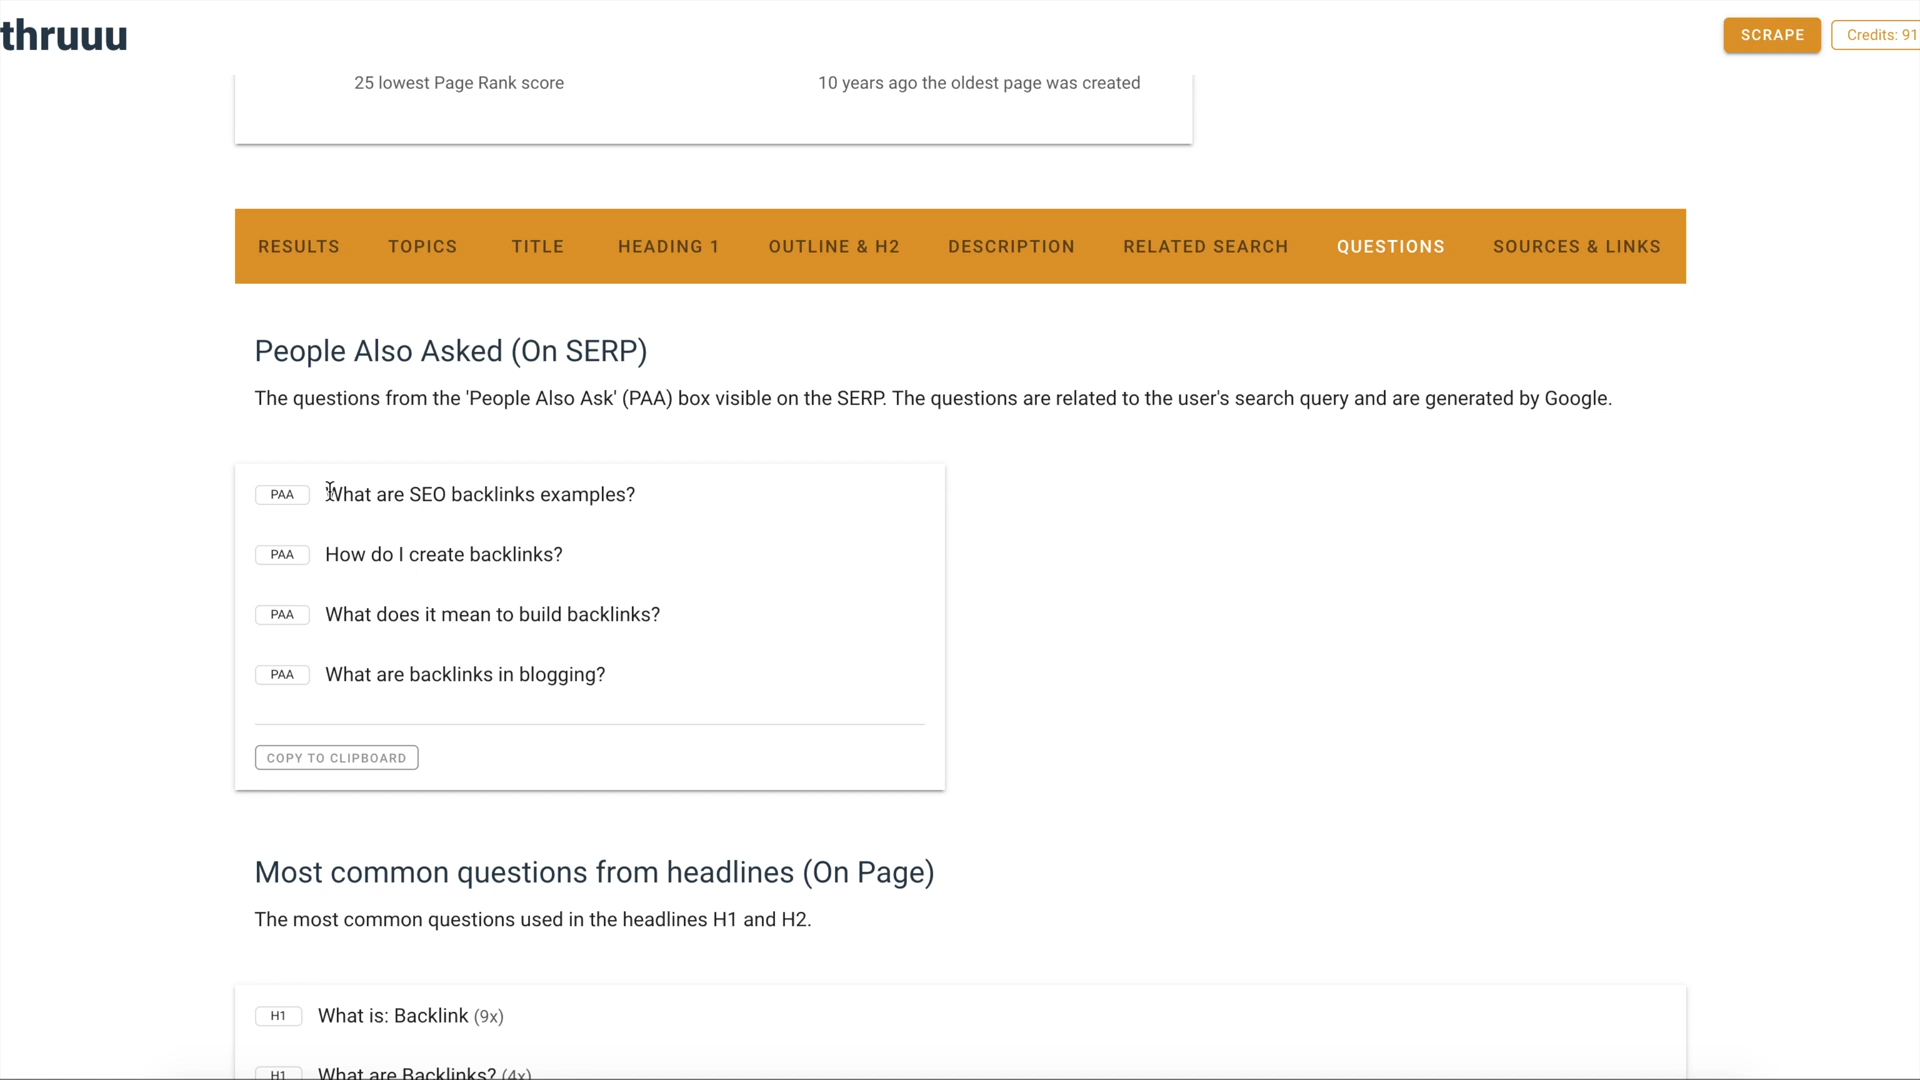 thruuu
SCRAPE
Credits: 91
25 lowest Page Rank score
10 years ago the oldest page was created
RESULTS
TOPICS
TITLE
HEADING 1
OUTLINE & H2
DESCRIPTION
RELATED SEARCH
QUESTIONS
SOURCES & LINKS
People Also Asked (On SERP)
The questions from the 'People Also Ask' (PAA) box visible on the SERP. The questions are related to the user's search query and are generated by Google.
PAA What are SEO backlinks examples?
PAA How do I create backlinks?
PAA What does it mean to build backlinks?
PAA What are backlinks in blogging?
COPY TO CLIPBOARD
Most common questions from headlines (On Page)
The most common questions used in the headlines H1 and H2.
H1 What is: Backlink (9x)
H1 What are Backlinks? (4x)